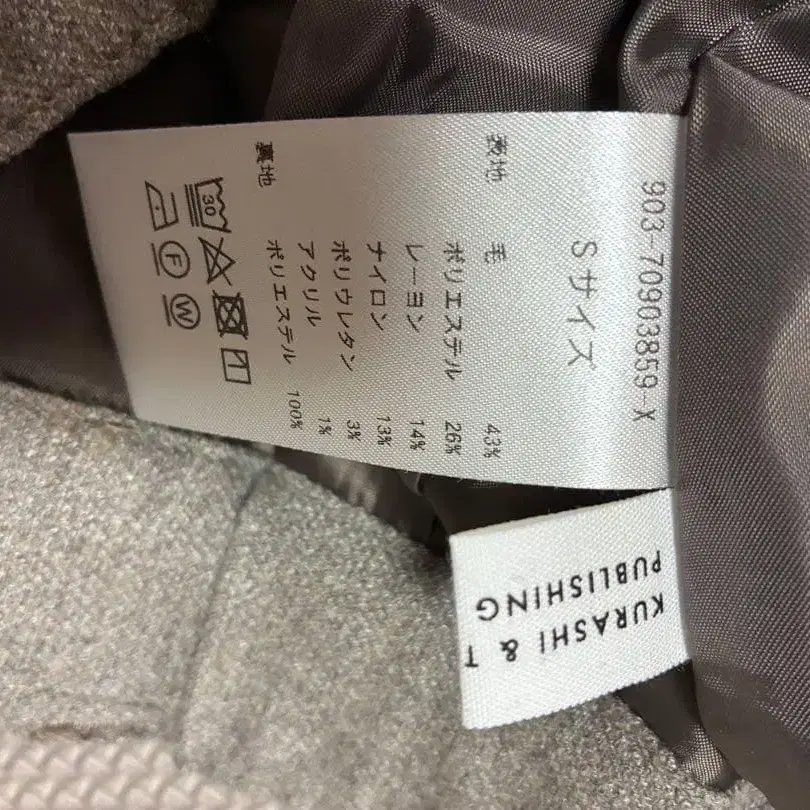 903-70903859-X
Sサイズ
表地 毛 43%
ポリエステル 26%
レーヨン 14%
ナイロン 13%
ポリウレタン 3%
アクリル 1%
裏地 ポリエステル 100%
30
F
W
KURASHI & T
PUBLISHING